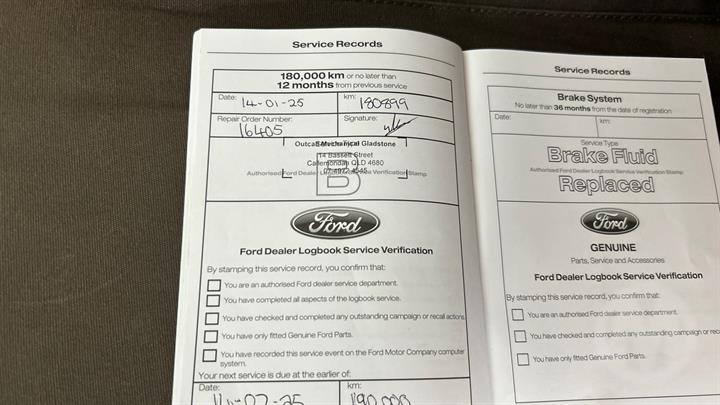 Service Records
180,000 km or no later than
12 months from previous service
Date: 14-01-25
km: 180899
Repair Order Number: 16405
Signature:
Outcast Mechanical Gladstone
Service Type
14 Bassett Street
Callemondah QLD 4680
B
Authorised Ford Dealer Logbook Service Verification Stamp
Ford
Ford Dealer Logbook Service Verification
By stamping this service record, you confirm that:
You are an authorised Ford dealer service department.
You have completed all aspects of the logbook service.
You have checked and completed any outstanding campaign or recall actions.
You have only fitted Genuine Ford Parts.
You have recorded this service event on the Ford Motor Company computer
system.
Your next service is due at the earlier of:
Date:
km:
190,000
Service Records
Brake System
No later than 36 months from the date of registration
Date:
km:
Service Type
Brake Fluid
Authorised Ford Dealer Logbook Service Verification Stamp
Replaced
Ford
GENUINE
Parts, Service and Accessories
Ford Dealer Logbook Service Verification
By stamping this service record, you confirm that:
You are an authorised Ford dealer service department.
You have checked and completed any outstanding campaign or rec
You have only fitted Genuine Ford Parts.